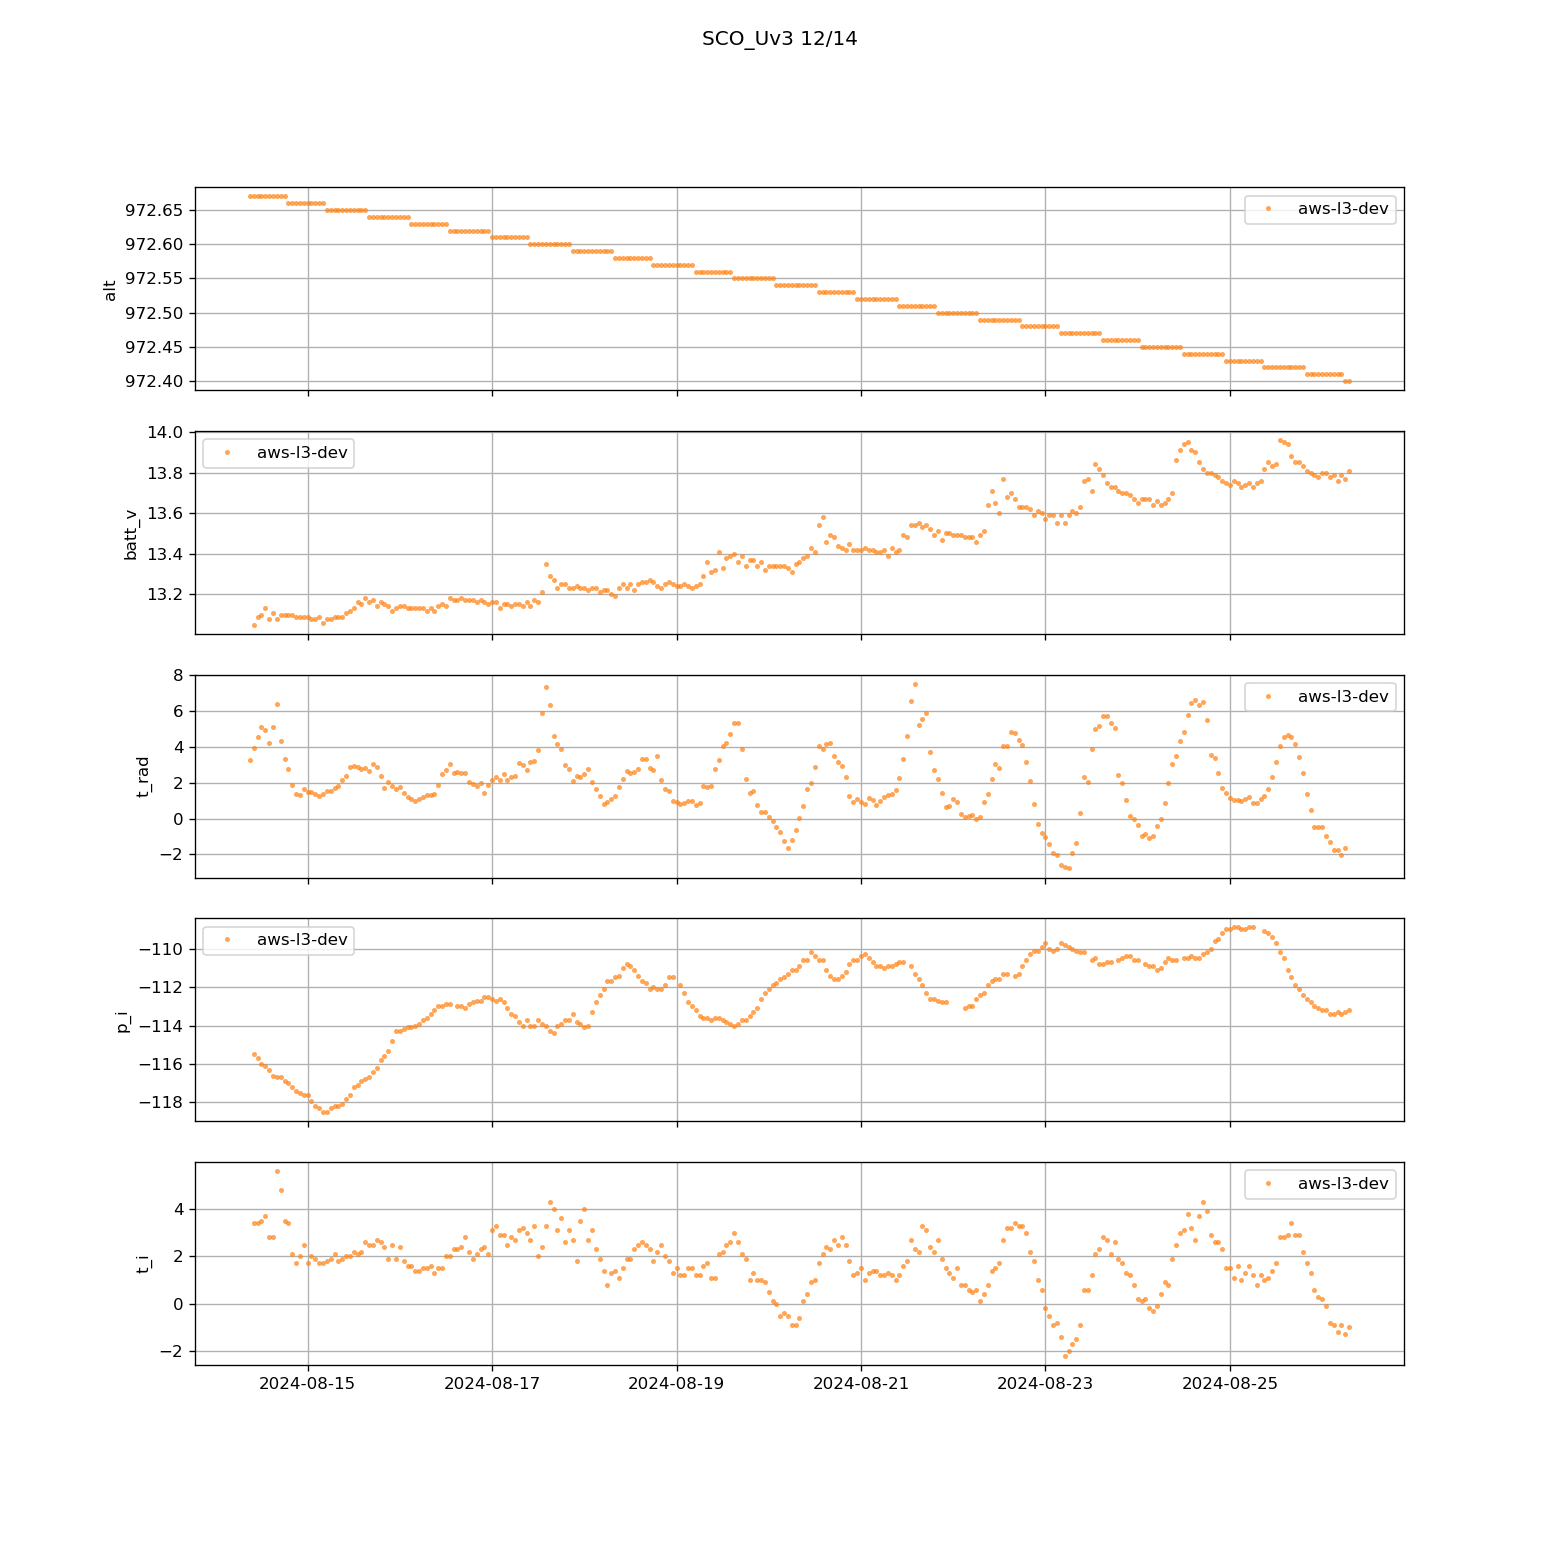 SCO_Uv3 12/14
aws-l3-dev
972.65
972.60
972.55
972.50
972.45
972.40
alt
aws-l3-dev
14.0
13.8
13.6
13.4
13.2
batt_v
aws-l3-dev
8
6
4
2
0
−2
t_rad
aws-l3-dev
−110
−112
−114
−116
−118
p_i
aws-l3-dev
4
2
0
−2
t_i
2024-08-15 2024-08-17 2024-08-19 2024-08-21 2024-08-23 2024-08-25